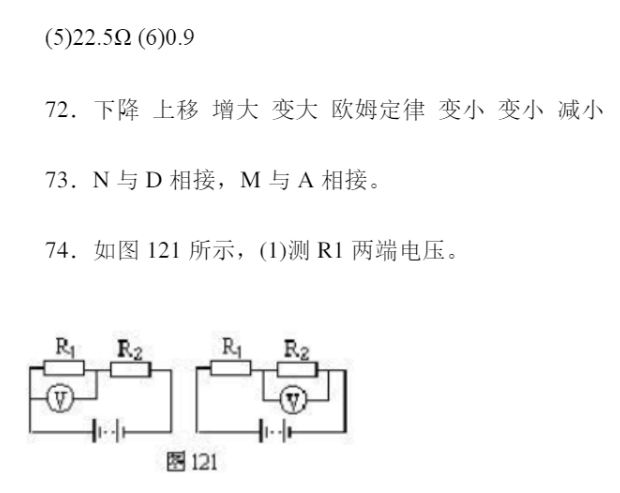 (5)22.5Ω (6)0.9
72．下降 上移 增大 变大 欧姆定律 变小 变小 减小
73．N 与 D 相接，M 与 A 相接。
74．如图 121 所示，(1)测 R1 两端电压。
R1 R2 R1 R2
V V
图 121